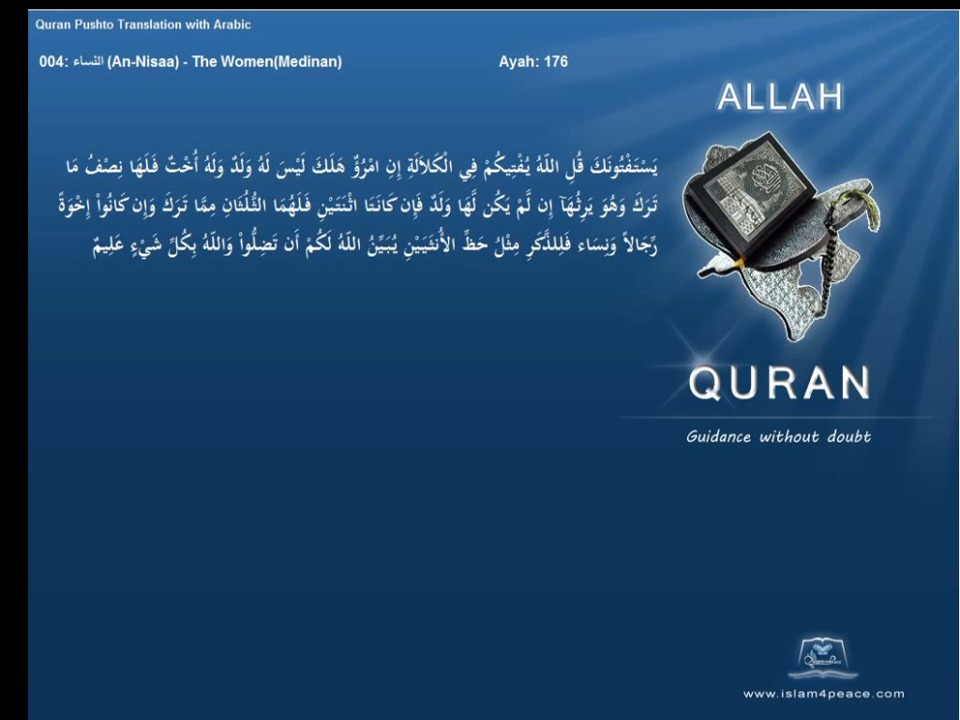 Quran Pushto Translation with Arabic
004: النساء (An-Nisaa) - The Women(Medinan) Ayah: 176
ALLAH
يَسْتَفْتُونَكَ قُلِ اللّهُ يُفْتِيكُمْ فِي الْكَلاَلَةِ إِنِ امْرُؤٌ هَلَكَ لَيْسَ لَهُ وَلَدٌ وَلَهُ أُخْتٌ فَلَهَا نِصْفُ مَا
تَرَكَ وَهُوَ يَرِثُهَآ إِن لَّمْ يَكُن لَّهَا وَلَدٌ فَإِن كَانَتَا اثْنَتَيْنِ فَلَهُمَا الثُّلُثَانِ مِمَّا تَرَكَ وَإِن كَانُواْ إِخْوَةً
رِّجَالاً وَنِسَاء فَلِلذَّكَرِ مِثْلُ حَظِّ الأُنثَيَيْنِ يُبَيِّنُ اللّهُ لَكُمْ أَن تَضِلُّواْ وَاللّهُ بِكُلِّ شَيْءٍ عَلِيمٌ
QURAN
Guidance without doubt
www.islam4peace.com